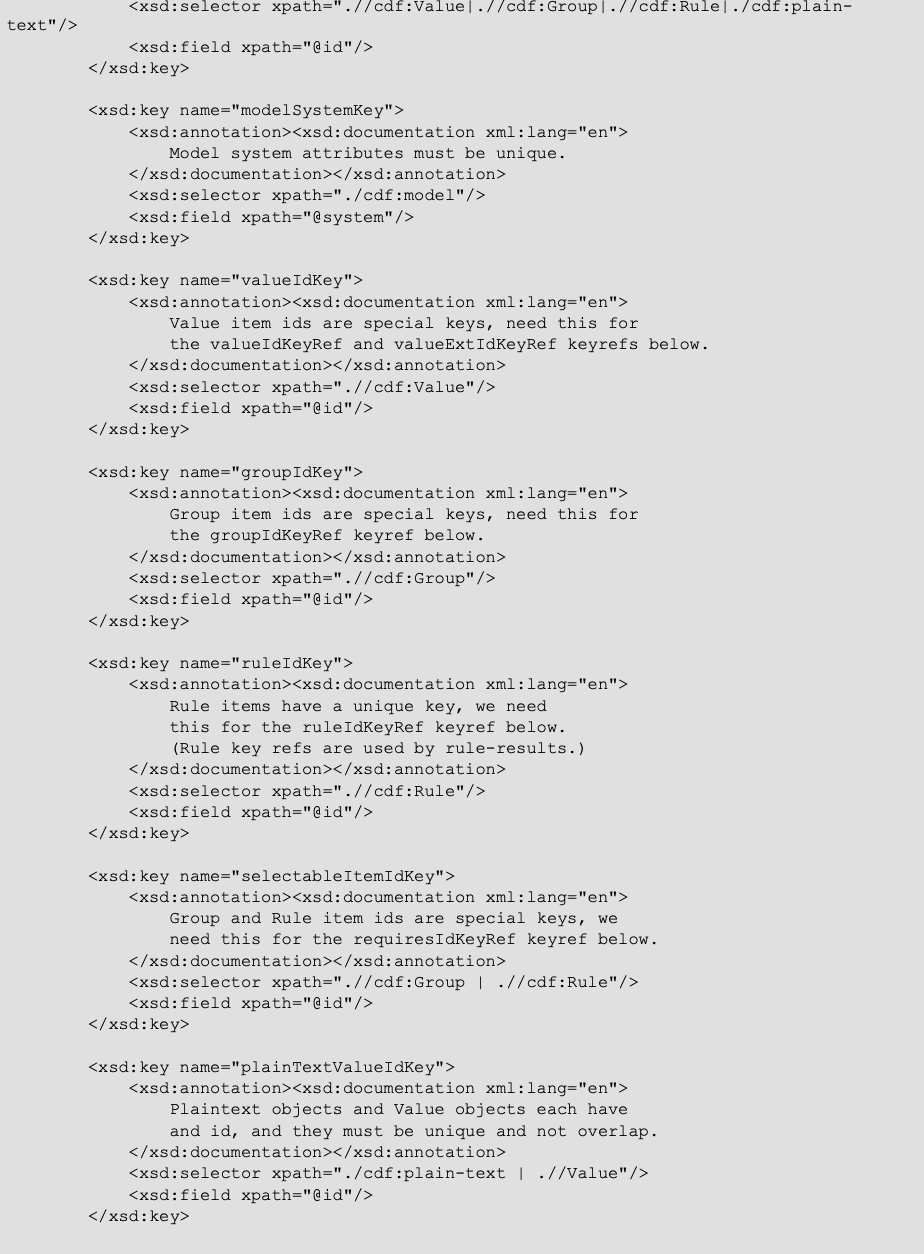 <xsd:selector xpath=".//cdf:Value|.//cdf:Group|.//cdf:Rule|./cdf:plain-
text"/>
            <xsd:field xpath="@id"/>
        </xsd:key>

        <xsd:key name="modelSystemKey">
            <xsd:annotation><xsd:documentation xml:lang="en">
                Model system attributes must be unique.
            </xsd:documentation></xsd:annotation>
            <xsd:selector xpath="./cdf:model"/>
            <xsd:field xpath="@system"/>
        </xsd:key>

        <xsd:key name="valueIdKey">
            <xsd:annotation><xsd:documentation xml:lang="en">
                Value item ids are special keys, need this for
                the valueIdKeyRef and valueExtIdKeyRef keyrefs below.
            </xsd:documentation></xsd:annotation>
            <xsd:selector xpath=".//cdf:Value"/>
            <xsd:field xpath="@id"/>
        </xsd:key>

        <xsd:key name="groupIdKey">
            <xsd:annotation><xsd:documentation xml:lang="en">
                Group item ids are special keys, need this for
                the groupIdKeyRef keyref below.
            </xsd:documentation></xsd:annotation>
            <xsd:selector xpath=".//cdf:Group"/>
            <xsd:field xpath="@id"/>
        </xsd:key>

        <xsd:key name="ruleIdKey">
            <xsd:annotation><xsd:documentation xml:lang="en">
                Rule items have a unique key, we need
                this for the ruleIdKeyRef keyref below.
                (Rule key refs are used by rule-results.)
            </xsd:documentation></xsd:annotation>
            <xsd:selector xpath=".//cdf:Rule"/>
            <xsd:field xpath="@id"/>
        </xsd:key>

        <xsd:key name="selectableItemIdKey">
            <xsd:annotation><xsd:documentation xml:lang="en">
                Group and Rule item ids are special keys, we
                need this for the requiresIdKeyRef keyref below.
            </xsd:documentation></xsd:annotation>
            <xsd:selector xpath=".//cdf:Group | .//cdf:Rule"/>
            <xsd:field xpath="@id"/>
        </xsd:key>

        <xsd:key name="plainTextValueIdKey">
            <xsd:annotation><xsd:documentation xml:lang="en">
                Plaintext objects and Value objects each have
                and id, and they must be unique and not overlap.
            </xsd:documentation></xsd:annotation>
            <xsd:selector xpath="./cdf:plain-text | .//Value"/>
            <xsd:field xpath="@id"/>
        </xsd:key>